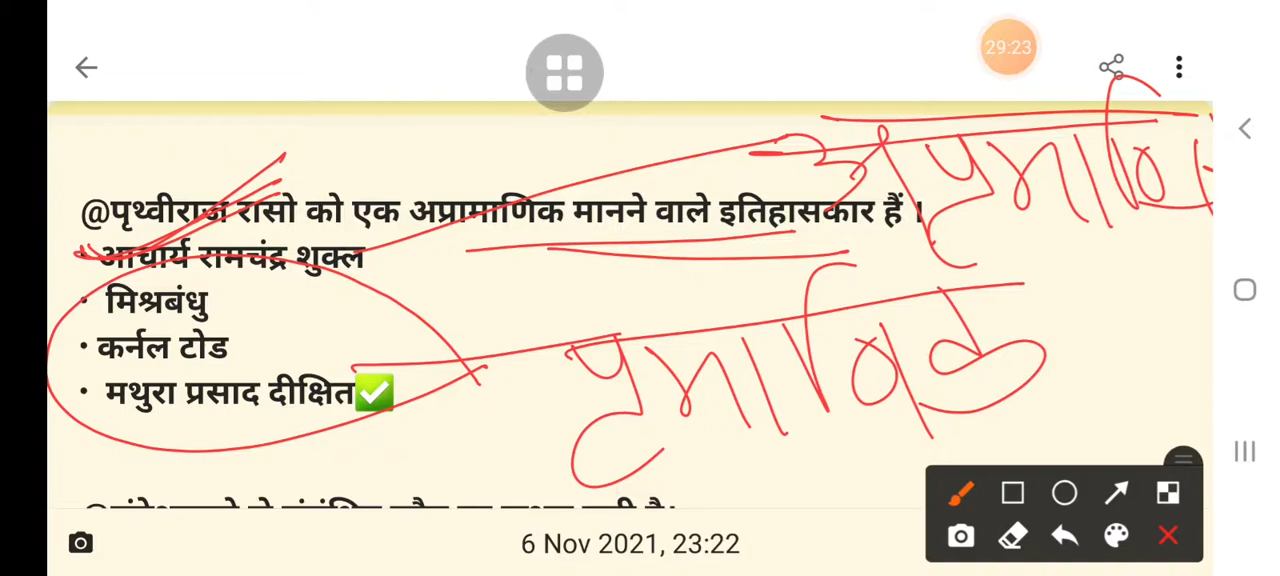 29:23
अप्रामाणि
@पृथ्वीराज रासो को एक अप्रामाणिक मानने वाले इतिहासकार हैं ।
· आचार्य रामचंद्र शुक्ल
· मिश्रबंधु
· कर्नल टोड
· मथुरा प्रसाद दीक्षित✅
प्रमाणिक
6 Nov 2021, 23:22